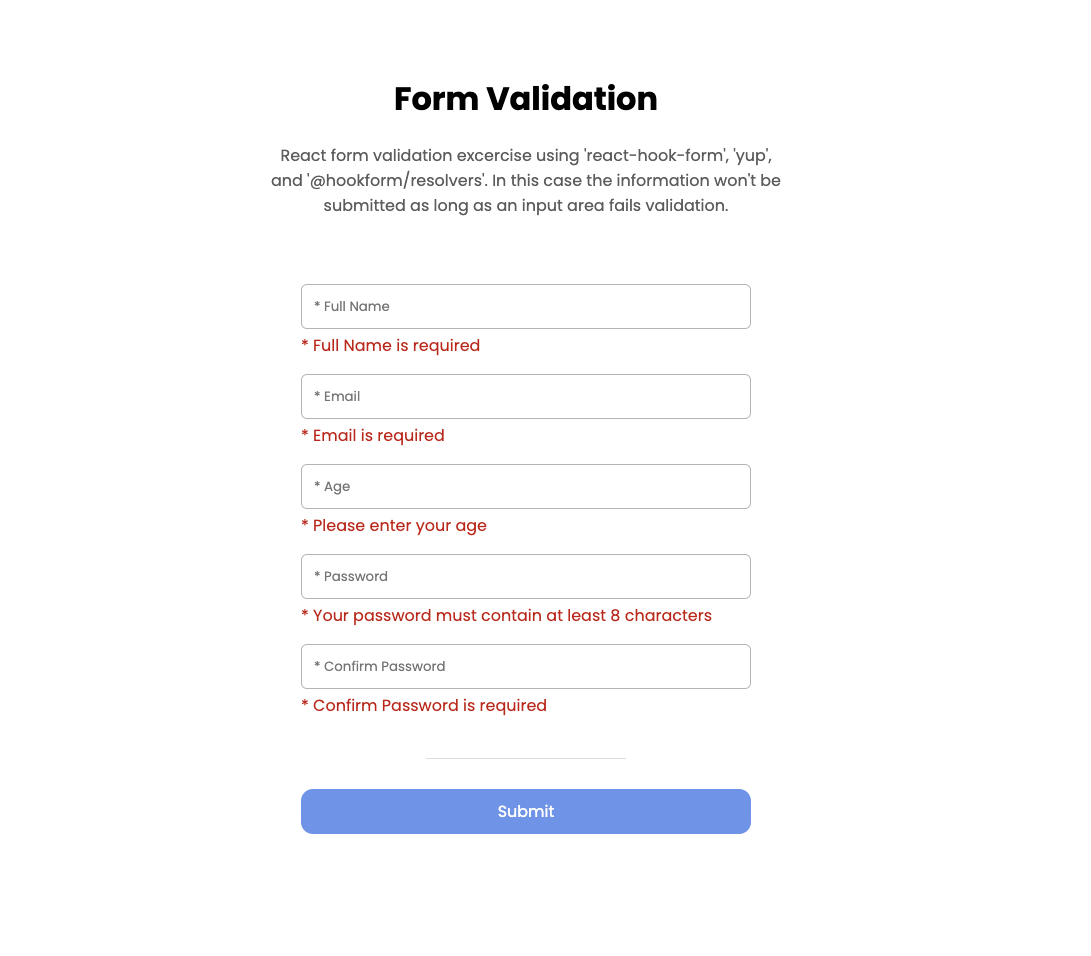 Form Validation
React form validation excercise using 'react-hook-form', 'yup',
and '@hookform/resolvers'. In this case the information won't be
submitted as long as an input area fails validation.
* Full Name
* Full Name is required
* Email
* Email is required
* Age
* Please enter your age
* Password
* Your password must contain at least 8 characters
* Confirm Password
* Confirm Password is required
Submit